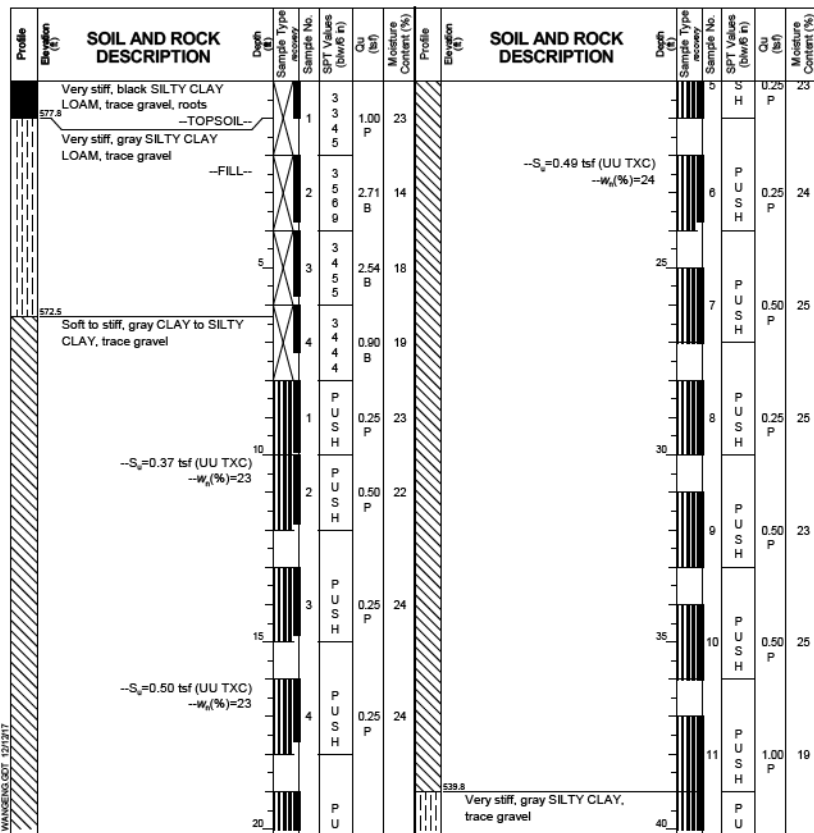 Profile
Elevation (ft)
SOIL AND ROCK DESCRIPTION
Depth (ft)
Sample Type
recovery
Sample No.
SPT Values (blw/6 in)
Qu (tsf)
Moisture Content (%)
Very stiff, black SILTY CLAY
LOAM, trace gravel, roots
577.8
--TOPSOIL--
Very stiff, gray SILTY CLAY
LOAM, trace gravel
--FILL--
1 3 3 4 5 1.00 P 23
2 3 5 6 9 2.71 B 14
5
3 3 4 5 5 2.54 B 18
572.5
Soft to stiff, gray CLAY to SILTY
CLAY, trace gravel
4 3 4 4 4 0.90 B 19
1 PUSH 0.25 P 23
10
--Su=0.37 tsf (UU TXC)
--wn(%)=23
2 PUSH 0.50 P 22
3 PUSH 0.25 P 24
15
--Su=0.50 tsf (UU TXC)
--wn(%)=23
4 PUSH 0.25 P 24
20
P U
WANGENG.GDT 12/12/17
Profile
Elevation (ft)
SOIL AND ROCK DESCRIPTION
Depth (ft)
Sample Type
recovery
Sample No.
SPT Values (blw/6 in)
Qu (tsf)
Moisture Content (%)
5 S H 0.25 P 23
--Su=0.49 tsf (UU TXC)
--wn(%)=24
6 PUSH 0.25 P 24
25
7 PUSH 0.50 P 25
8 PUSH 0.25 P 25
30
9 PUSH 0.50 P 23
35
10 PUSH 0.50 P 25
11 PUSH 1.00 P 19
539.8
Very stiff, gray SILTY CLAY,
trace gravel
40
P U